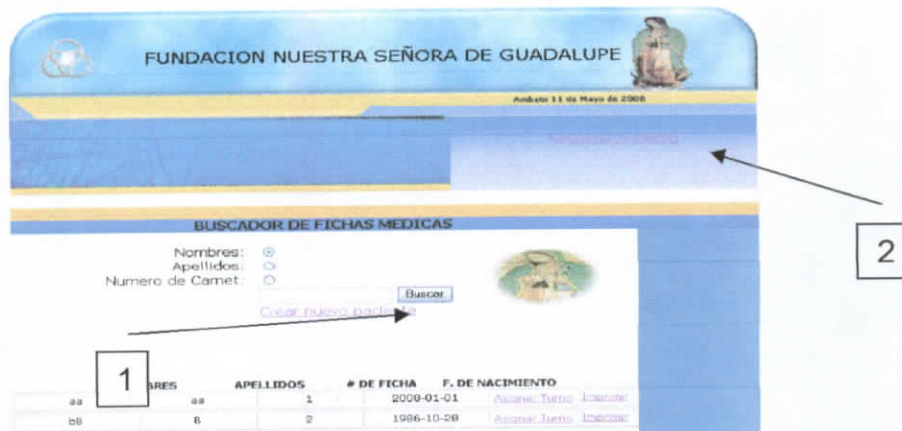 FUNDACION NUESTRA SEÑORA DE GUADALUPE
Ambato 11 de Mayo de 2008
2
BUSCADOR DE FICHAS MEDICAS
Nombres:
Apellidos:
Numero de Carnet:
Buscar
Crear nuevo paciente
1
BRES APELLIDOS # DE FICHA F. DE NACIMIENTO
aa aa 1 2008-01-01 Asignar Turno Imprimir
bB B 2 1986-10-28 Asignar Turno Imprimir